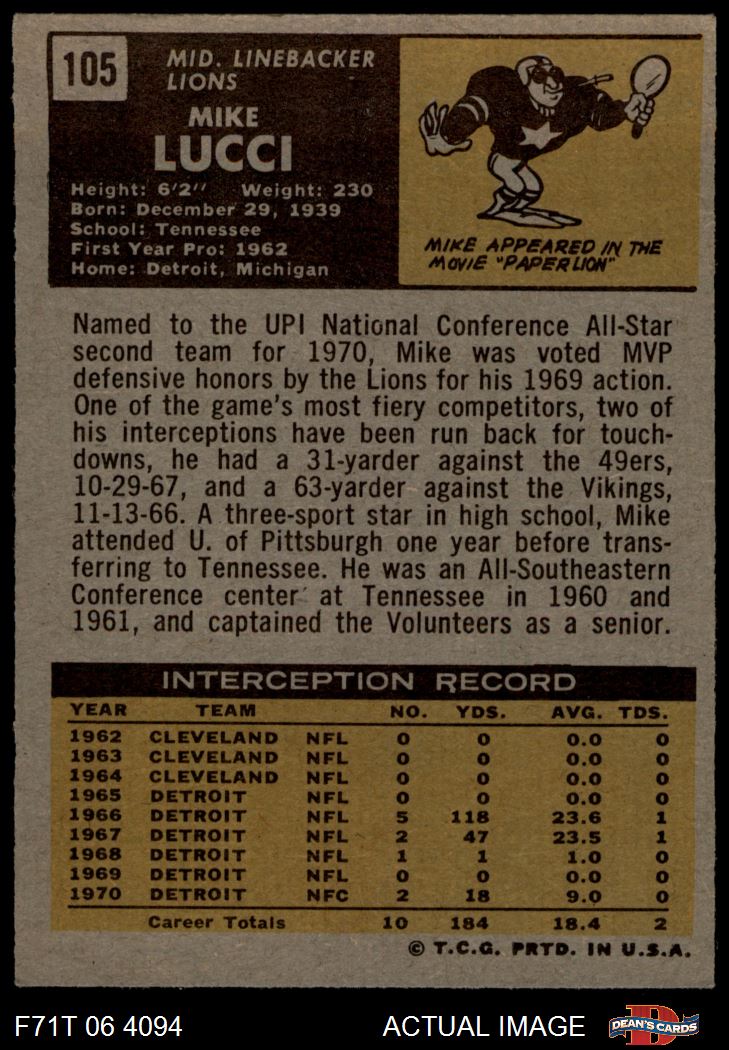 105
MID. LINEBACKER
LIONS
MIKE
LUCCI
Height: 6'2" Weight: 230
Born: December 29, 1939
School: Tennessee
First Year Pro: 1962
Home: Detroit, Michigan
MIKE APPEARED IN THE
MOVIE "PAPER LION"
Named to the UPI National Conference All-Star
second team for 1970, Mike was voted MVP
defensive honors by the Lions for his 1969 action.
One of the game's most fiery competitors, two of
his interceptions have been run back for touch-
downs, he had a 31-yarder against the 49ers,
10-29-67, and a 63-yarder against the Vikings,
11-13-66. A three-sport star in high school, Mike
attended U. of Pittsburgh one year before trans-
ferring to Tennessee. He was an All-Southeastern
Conference center at Tennessee in 1960 and
1961, and captained the Volunteers as a senior.
INTERCEPTION RECORD
YEAR TEAM NO. YDS. AVG. TDS.
1962 CLEVELAND NFL 0 0 0.0 0
1963 CLEVELAND NFL 0 0 0.0 0
1964 CLEVELAND NFL 0 0 0.0 0
1965 DETROIT NFL 0 0 0.0 0
1966 DETROIT NFL 5 118 23.6 1
1967 DETROIT NFL 2 47 23.5 1
1968 DETROIT NFL 1 1 1.0 0
1969 DETROIT NFL 0 0 0.0 0
1970 DETROIT NFC 2 18 9.0 0
Career Totals 10 184 18.4 2
© T.C.G. PRTD. IN U.S.A.
F71T 06 4094 ACTUAL IMAGE D DEAN'S CARDS